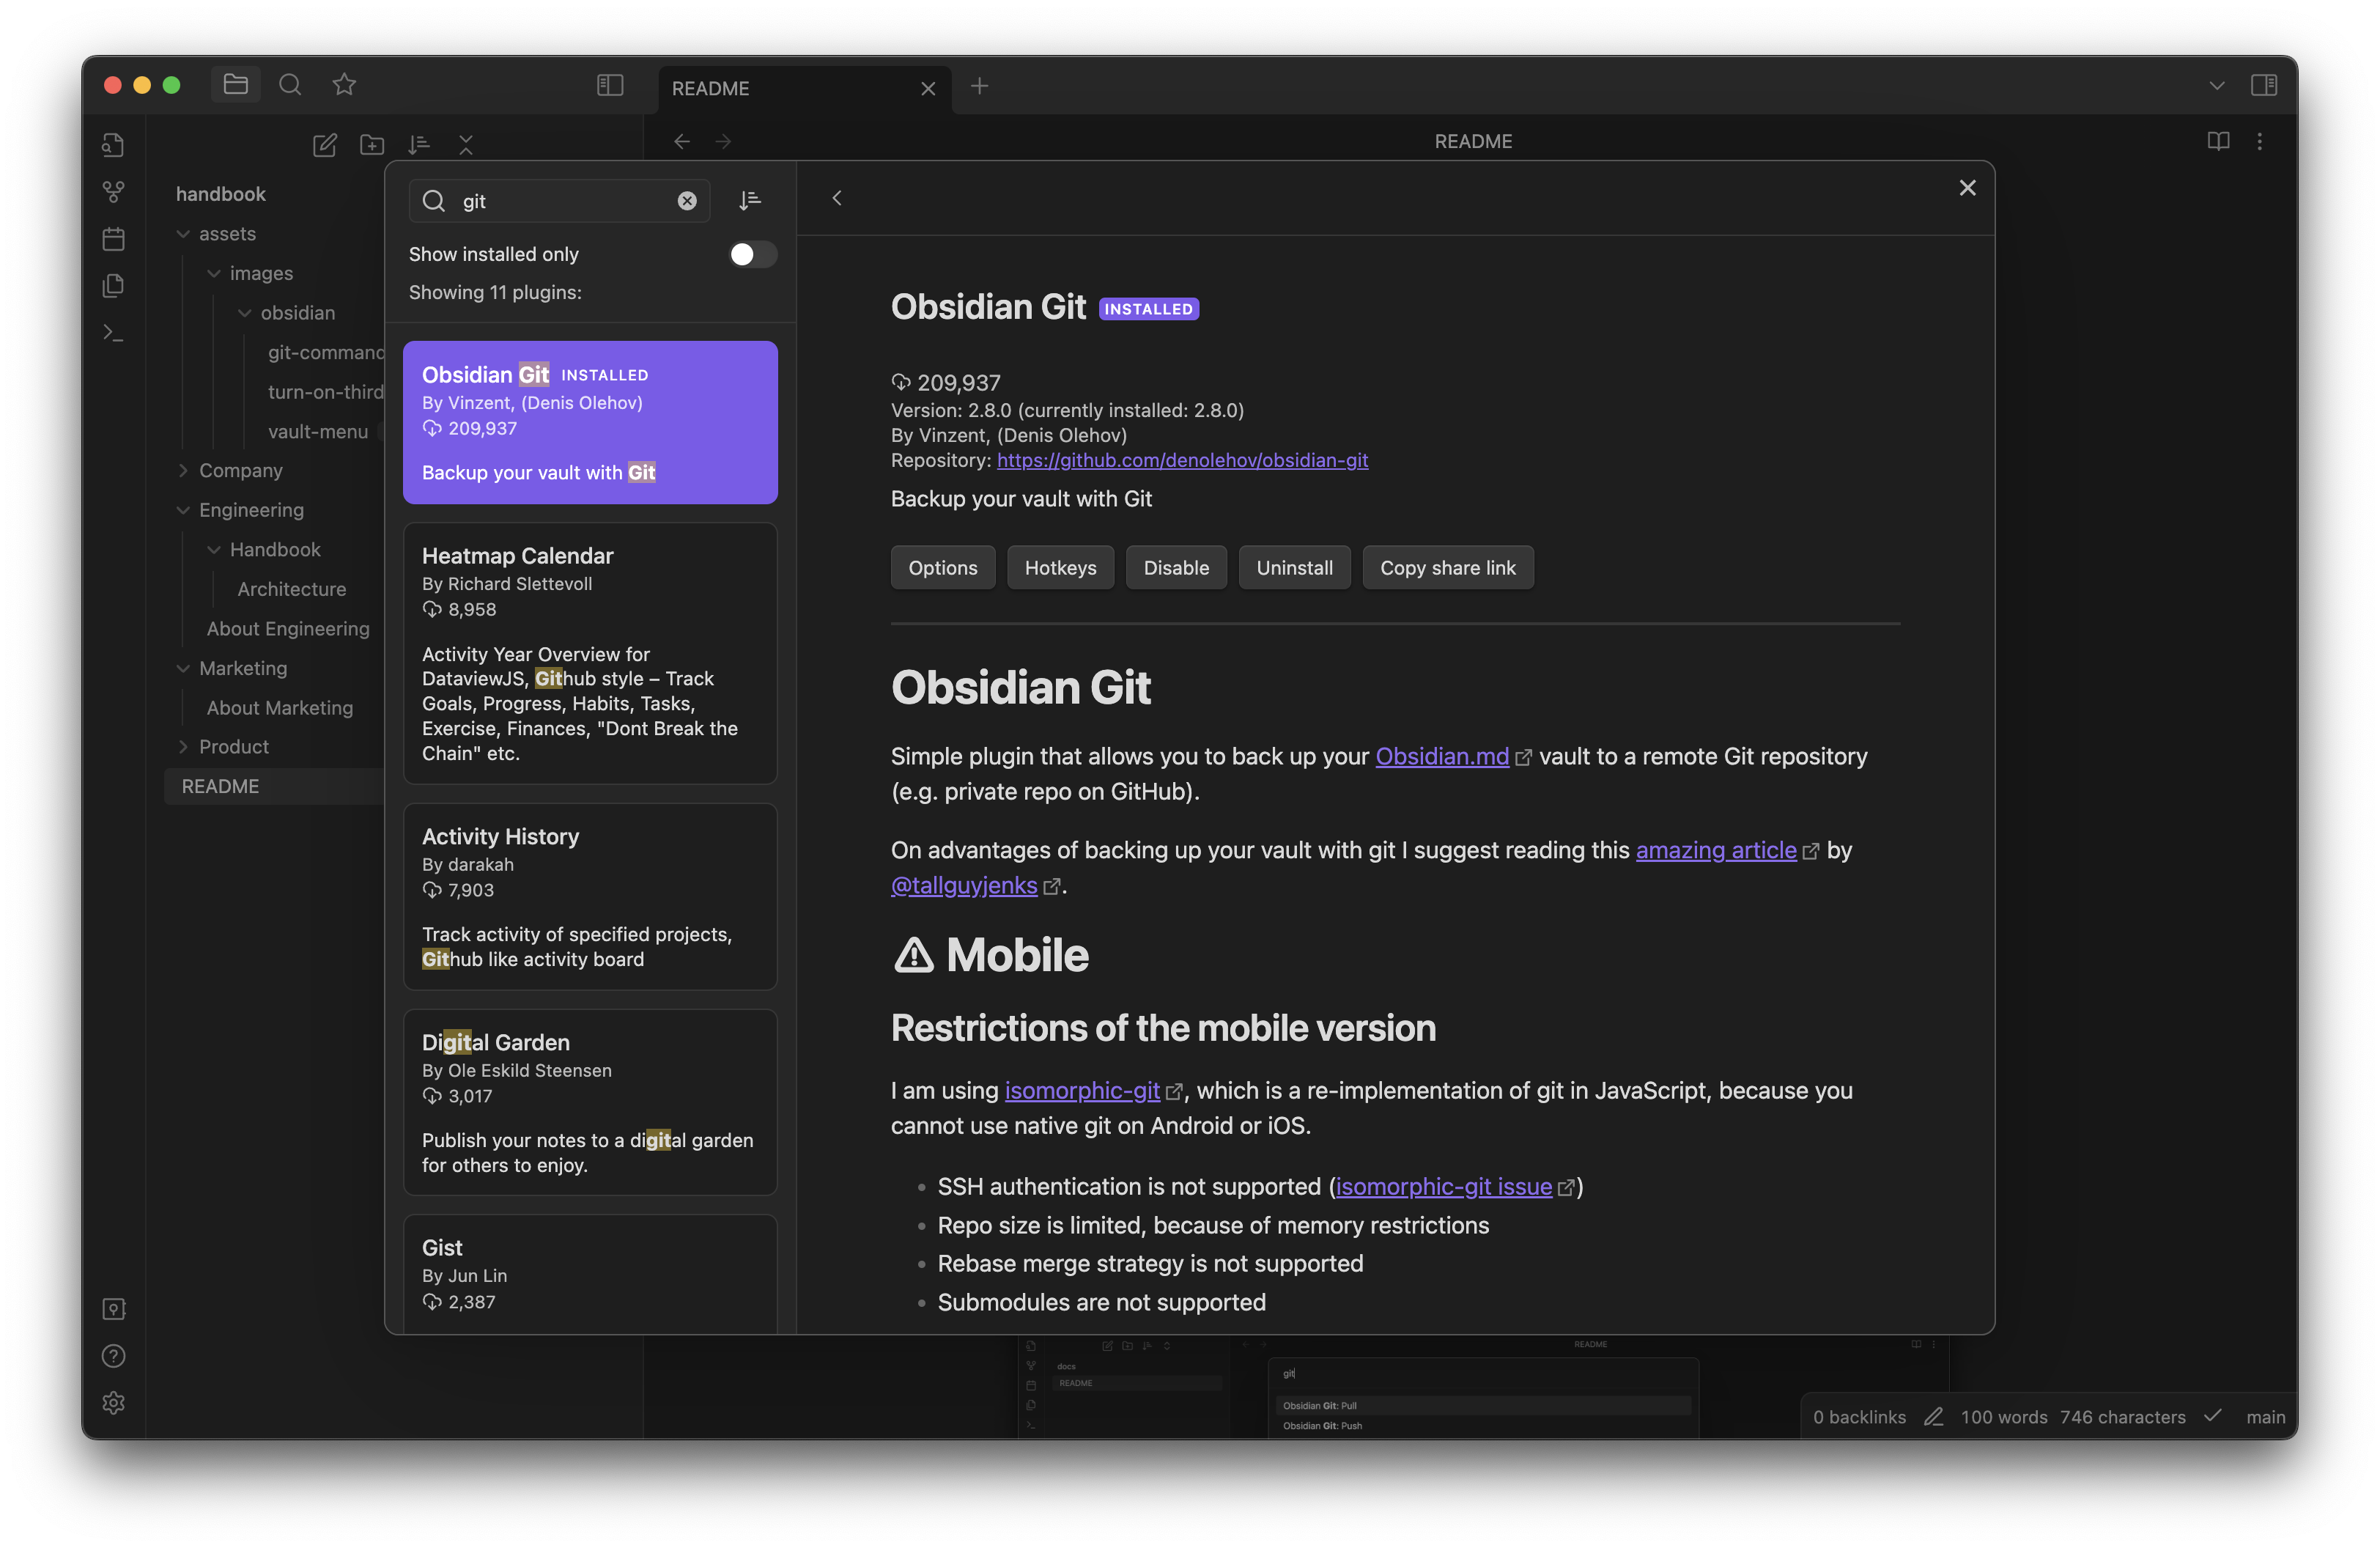 README
README
handbook
assets
images
obsidian
git-command
turn-on-third
vault-menu
Company
Engineering
Handbook
Architecture
About Engineering
Marketing
About Marketing
Product
README
git
Show installed only
Showing 11 plugins:
Obsidian Git INSTALLED
By Vinzent, (Denis Olehov)
209,937
Backup your vault with Git
Heatmap Calendar
By Richard Slettevoll
8,958
Activity Year Overview for
DataviewJS, Github style – Track
Goals, Progress, Habits, Tasks,
Exercise, Finances, "Dont Break the
Chain" etc.
Activity History
By darakah
7,903
Track activity of specified projects,
Github like activity board
Digital Garden
By Ole Eskild Steensen
3,017
Publish your notes to a digital garden
for others to enjoy.
Gist
By Jun Lin
2,387
Obsidian Git INSTALLED
209,937
Version: 2.8.0 (currently installed: 2.8.0)
By Vinzent, (Denis Olehov)
Repository: https://github.com/denolehov/obsidian-git
Backup your vault with Git
Options Hotkeys Disable Uninstall Copy share link
Obsidian Git
Simple plugin that allows you to back up your Obsidian.md vault to a remote Git repository
(e.g. private repo on GitHub).
On advantages of backing up your vault with git I suggest reading this amazing article by
@tallguyjenks.
Mobile
Restrictions of the mobile version
I am using isomorphic-git, which is a re-implementation of git in JavaScript, because you
cannot use native git on Android or iOS.
SSH authentication is not supported (isomorphic-git issue)
Repo size is limited, because of memory restrictions
Rebase merge strategy is not supported
Submodules are not supported
README
docs
README
git
Obsidian Git: Pull
Obsidian Git: Push
0 backlinks 100 words 746 characters main